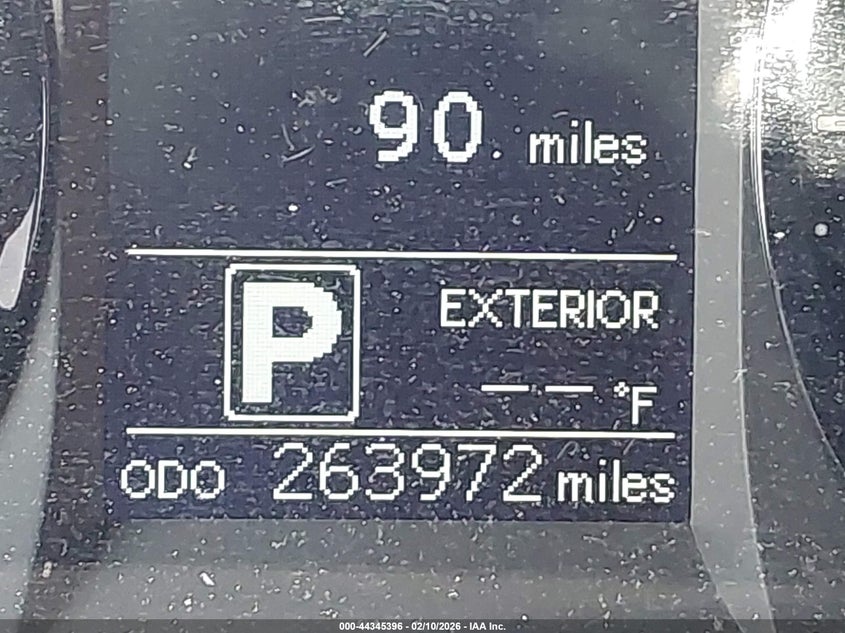 90 miles
P
EXTERIOR
-- °F
ODO 263972 miles
000-44345396 - 02/10/2026 - IAA Inc.